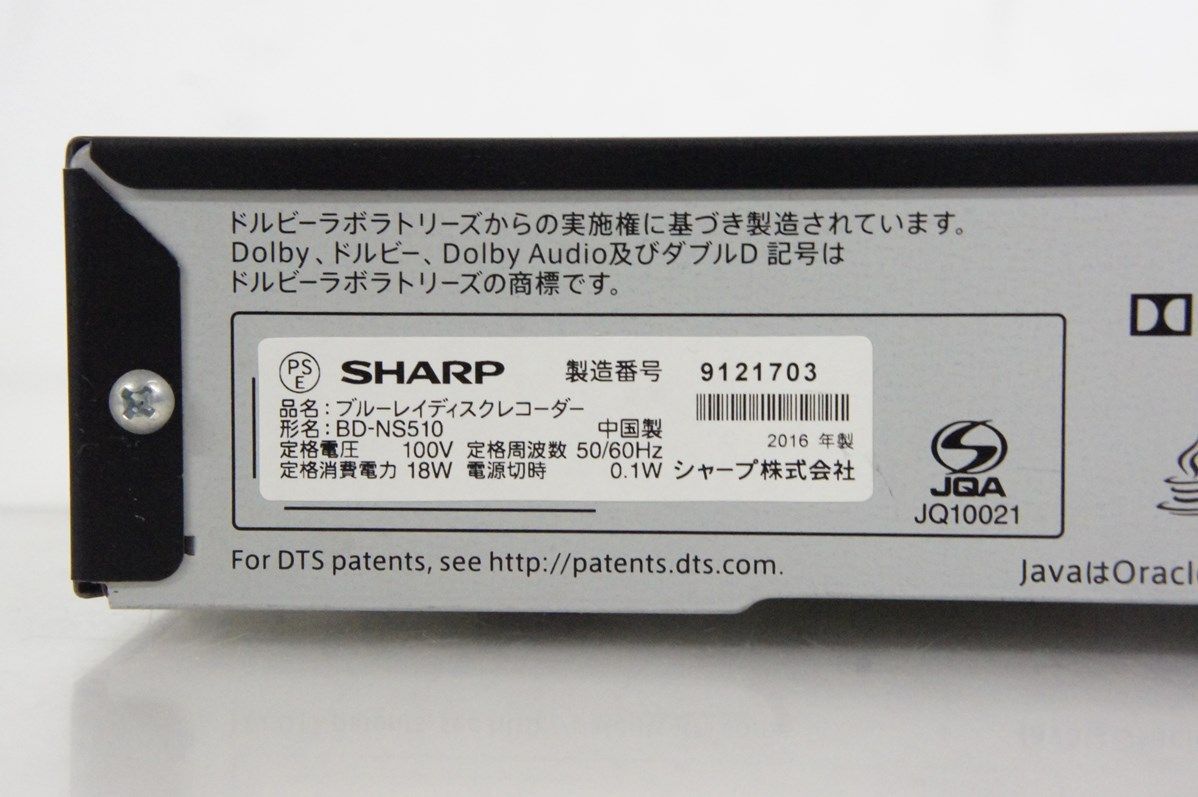 ドルビーラボラトリーズからの実施権に基づき製造されています。
Dolby、ドルビー、Dolby Audio及びダブルD 記号は
ドルビーラボラトリーズの商標です。
PS
E
SHARP 製造番号 9121703
品名:ブルーレイディスクレコーダー
形名:BD-NS510 中国製
2016 年製
定格電圧 100V 定格周波数 50/60Hz
定格消費電力 18W 電源切時 0.1W シャープ株式会社
JQA
JQ10021
For DTS patents, see http://patents.dts.com.
JavaはOracle